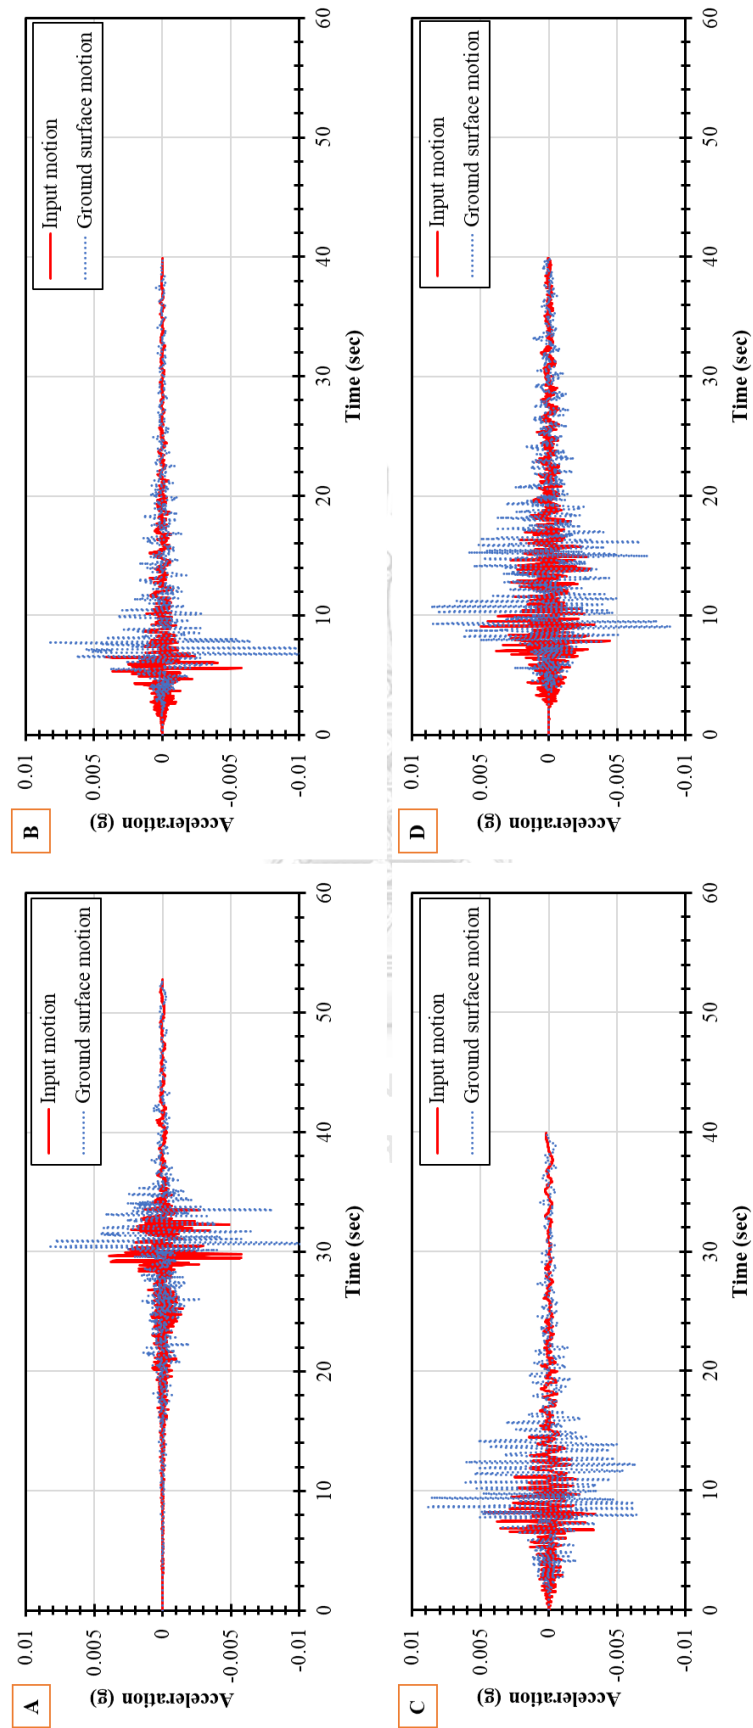 A
Acceleration (g)
0.01
0.005
0
-0.005
-0.01
0 10 20 30 40 50 60
Time (sec)
Input motion
Ground surface motion
B
Acceleration (g)
0.01
0.005
0
-0.005
-0.01
0 10 20 30 40 50 60
Time (sec)
Input motion
Ground surface motion
C
Acceleration (g)
0.01
0.005
0
-0.005
-0.01
0 10 20 30 40 50 60
Time (sec)
Input motion
Ground surface motion
D
Acceleration (g)
0.01
0.005
0
-0.005
-0.01
0 10 20 30 40 50 60
Time (sec)
Input motion
Ground surface motion